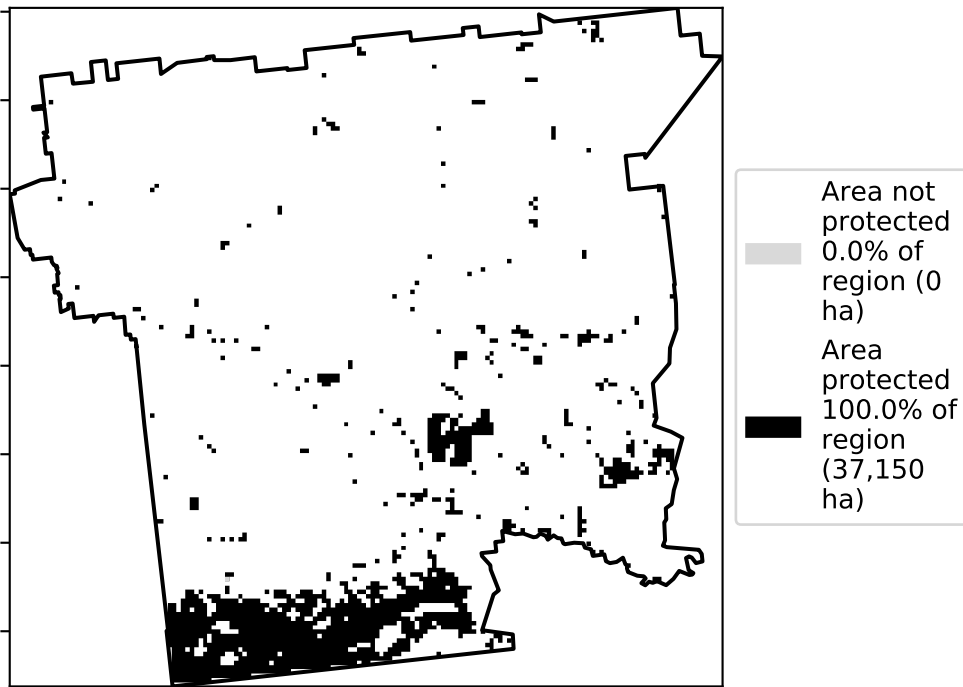 Area not
protected
0.0% of
region (0
ha)
Area
protected
100.0% of
region
(37,150
ha)